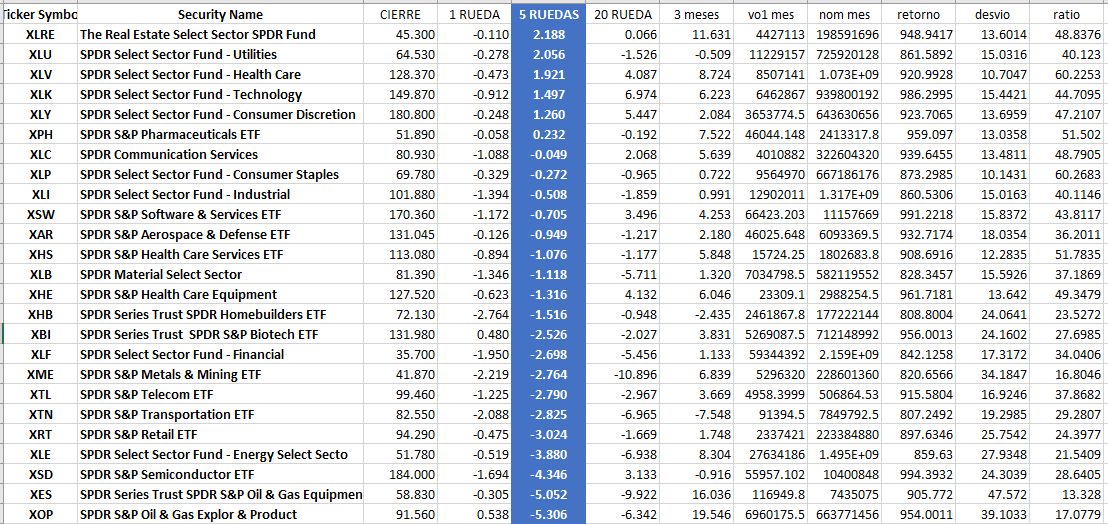 Ticker Symbo Security Name CIERRE 1 RUEDA 5 RUEDAS 20 RUEDA 3 meses vo1 mes nom mes retorno desvio ratio
XLRE The Real Estate Select Sector SPDR Fund 45.300 -0.110 2.188 0.066 11.631 4427113 198591696 948.9417 13.6014 48.8376
XLU SPDR Select Sector Fund - Utilities 64.530 -0.278 2.056 -1.526 -0.509 11229157 725920128 861.5892 15.0316 40.123
XLV SPDR Select Sector Fund - Health Care 128.370 -0.473 1.921 4.087 8.724 8507141 1.073E+09 920.9928 10.7047 60.2253
XLK SPDR Select Sector Fund - Technology 149.870 -0.912 1.497 6.974 6.223 6462867 939800192 986.2995 15.4421 44.7095
XLY SPDR Select Sector Fund - Consumer Discretion 180.800 -0.248 1.260 5.447 2.084 3653774.5 643630656 923.7065 13.6959 47.2107
XPH SPDR S&P Pharmaceuticals ETF 51.890 -0.058 0.232 -0.192 7.522 46044.148 2413317.8 959.097 13.0358 51.502
XLC SPDR Communication Services 80.930 -1.088 -0.049 2.068 5.639 4010882 322604320 939.6455 13.4811 48.7905
XLP SPDR Select Sector Fund - Consumer Staples 69.780 -0.329 -0.272 -0.965 0.722 9564970 667186176 873.2985 10.1431 60.2683
XLI SPDR Select Sector Fund - Industrial 101.880 -1.394 -0.508 -1.859 0.991 12902011 1.317E+09 860.5306 15.0163 40.1146
XSW SPDR S&P Software & Services ETF 170.360 -1.172 -0.705 3.496 4.253 66423.203 11157669 991.2218 15.8372 43.8117
XAR SPDR S&P Aerospace & Defense ETF 131.045 -0.126 -0.949 -1.217 2.180 46025.648 6093369.5 932.7174 18.0354 36.2011
XHS SPDR S&P Health Care Services ETF 113.080 -0.894 -1.076 -1.177 5.848 15724.25 1802683.8 908.6916 12.2835 51.7835
XLB SPDR Material Select Sector 81.390 -1.346 -1.118 -5.711 1.320 7034798.5 582119552 828.3457 15.5926 37.1869
XHE SPDR S&P Health Care Equipment 127.520 -0.623 -1.316 4.132 6.046 23309.1 2988254.5 961.7181 13.642 49.3479
XHB SPDR Series Trust SPDR Homebuilders ETF 72.130 -2.764 -1.516 -0.948 -2.435 2461867.8 177222144 808.8004 24.0641 23.5272
XBI SPDR Series Trust SPDR S&P Biotech ETF 131.980 0.480 -2.526 -2.027 3.831 5269087.5 712148992 956.0013 24.1602 27.6985
XLF SPDR Select Sector Fund - Financial 35.700 -1.950 -2.698 -5.456 1.133 59344392 2.159E+09 842.1258 17.3172 34.0406
XME SPDR S&P Metals & Mining ETF 41.870 -2.219 -2.764 -10.896 6.839 5296320 228601360 820.6566 34.1847 16.8046
XTL SPDR S&P Telecom ETF 99.460 -1.225 -2.790 -2.967 3.669 4958.3999 506864.53 915.5804 16.9246 37.8682
XTN SPDR S&P Transportation ETF 82.550 -2.088 -2.825 -6.965 -7.548 91394.5 7849792.5 807.2492 19.2985 29.2807
XRT SPDR S&P Retail ETF 94.290 -0.475 -3.024 -1.669 1.748 2337421 223384880 897.6346 25.7542 24.3977
XLE SPDR Select Sector Fund - Energy Select Secto 51.780 -0.519 -3.880 -6.938 8.304 27634186 1.495E+09 859.63 27.9348 21.5409
XSD SPDR S&P Semiconductor ETF 184.000 -1.694 -4.346 3.133 -0.916 55957.102 10400848 994.3932 24.3039 28.6405
XES SPDR Series Trust SPDR S&P Oil & Gas Equipmen 58.830 -0.305 -5.052 -9.922 16.036 116949.8 7435075 905.772 47.572 13.328
XOP SPDR S&P Oil & Gas Explor & Product 91.560 0.538 -5.306 -6.342 19.546 6960175.5 663771456 954.0011 39.1033 17.0779